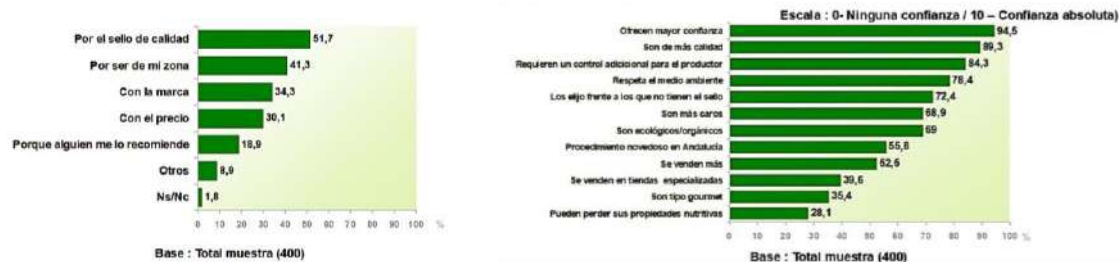 Por el sello de calidad 51,7
Por ser de mi zona 41,3
Con la marca 34,3
Con el precio 30,1
Porque alguien me lo recomiende 18,9
Otros 8,9
Ns/Nc 1,8
0 10 20 30 40 50 60 70 80 90 100 %
Base : Total muestra (400)
Escala : 0- Ninguna confianza / 10 – Confianza absoluta)
Ofrecen mayor confianza 94,5
Son de más calidad 89,3
Requieren un control adicicional para el productor 84,3
Respeta el medio ambiente 78,4
Los elijo frente a los que no tienen el sello 72,4
Son más caros 68,9
Son ecológicos/orgánicos 69
Procedimiento novedoso en Andalucía 55,8
Se venden más 52,6
Se venden en tiendas especializadas 39,6
Son tipo gourmet 35,4
Pueden perder sus propiedades nutritivas 28,1
0 10 20 30 40 50 60 70 80 90 100 %
Base : Total muestra (400)